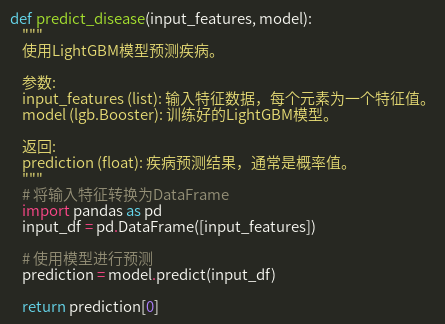 def predict_disease(input_features, model):
    """
    使用LightGBM模型预测疾病。

    参数:
    input_features (list): 输入特征数据，每个元素为一个特征值。
    model (lgb.Booster): 训练好的LightGBM模型。

    返回:
    prediction (float): 疾病预测结果，通常是概率值。
    """
    # 将输入特征转换为DataFrame
    import pandas as pd
    input_df = pd.DataFrame([input_features])

    # 使用模型进行预测
    prediction = model.predict(input_df)

    return prediction[0]